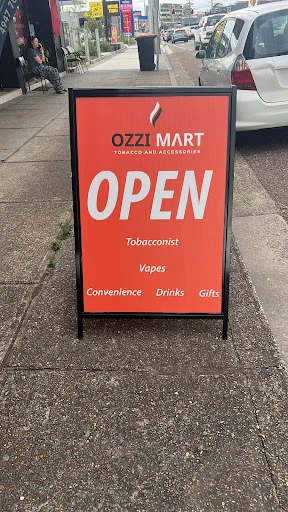 OZZI MART
TOBACCO AND ACCESSORIES
OPEN
Tobacconist
Vapes
Convenience Drinks Gifts